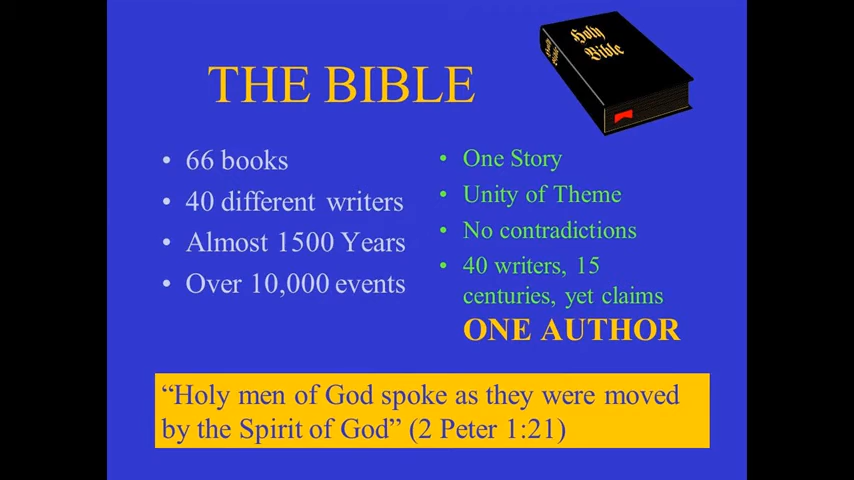 Holy
Bible
THE BIBLE
• 66 books
• 40 different writers
• Almost 1500 Years
• Over 10,000 events
• One Story
• Unity of Theme
• No contradictions
• 40 writers, 15
centuries, yet claims
ONE AUTHOR
“Holy men of God spoke as they were moved
by the Spirit of God” (2 Peter 1:21)